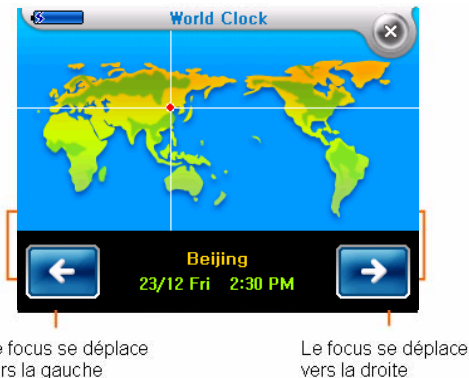 World Clock
Beijing
23/12 Fri 2:30 PM
focus se déplace
la gauche
Le focus se déplace
vers la droite